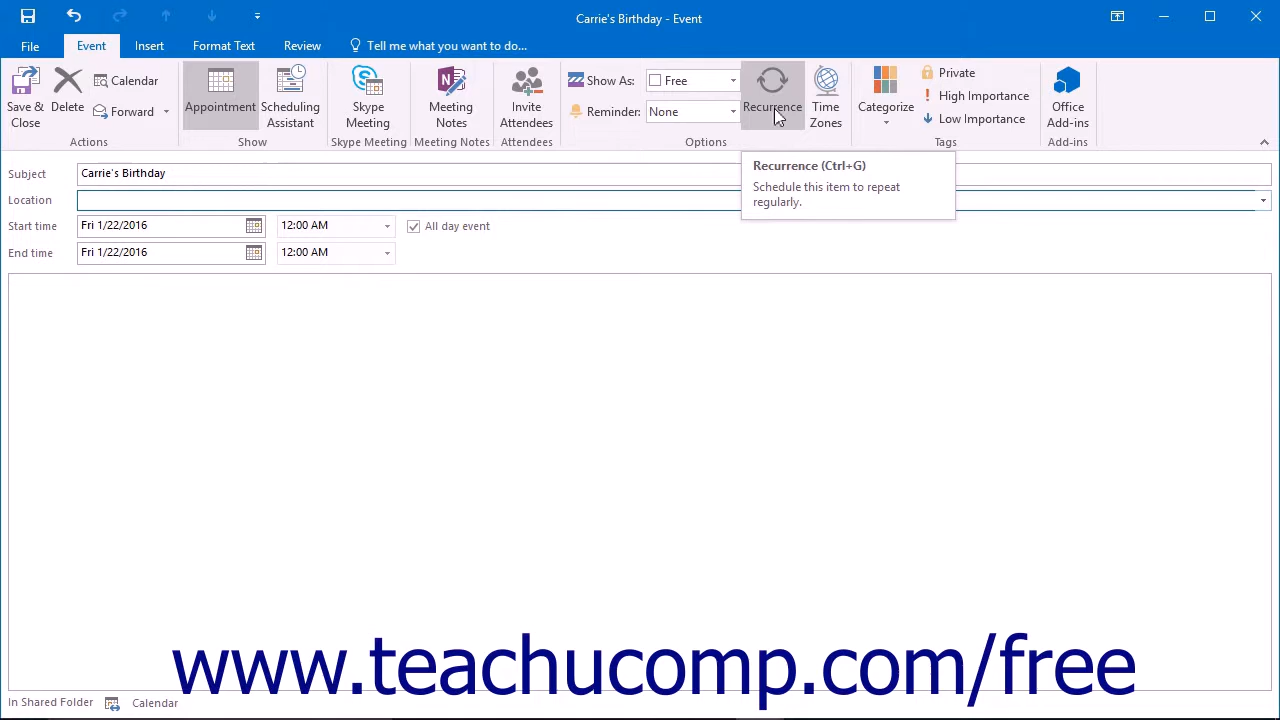 Carrie's Birthday - Event
File Event Insert Format Text Review Tell me what you want to do...
Save & Close
Delete
Calendar
Forward
Actions
Appointment
Scheduling Assistant
Show
Skype Meeting
Skype Meeting
Meeting Notes
Meeting Notes
Invite Attendees
Attendees
Show As: Free
Reminder: None
Recurrence
Time Zones
Options
Categorize
Private
High Importance
Low Importance
Tags
Office Add-ins
Add-ins
Recurrence (Ctrl+G)
Schedule this item to repeat
regularly.
Subject Carrie's Birthday
Location
Start time Fri 1/22/2016 12:00 AM All day event
End time Fri 1/22/2016 12:00 AM
www.teachucomp.com/free
In Shared Folder Calendar